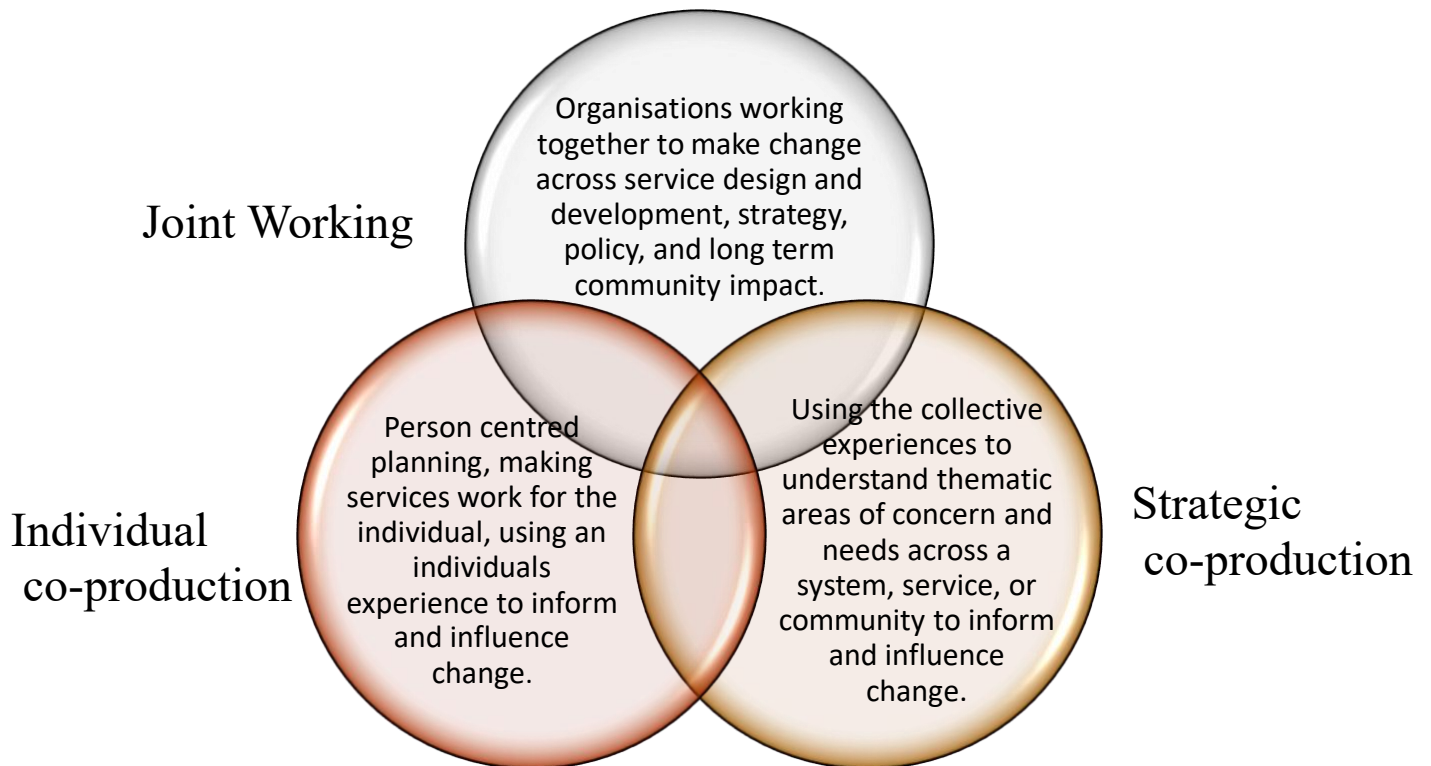 Joint Working
Organisations working
together to make change
across service design and
development, strategy,
policy, and long term
community impact.
Individual
co-production
Person centred
planning, making
services work for the
individual, using an
individuals
experience to inform
and influence
change.
Using the collective
experiences to
understand thematic
areas of concern and
needs across a
system, service, or
community to inform
and influence
change.
Strategic
co-production